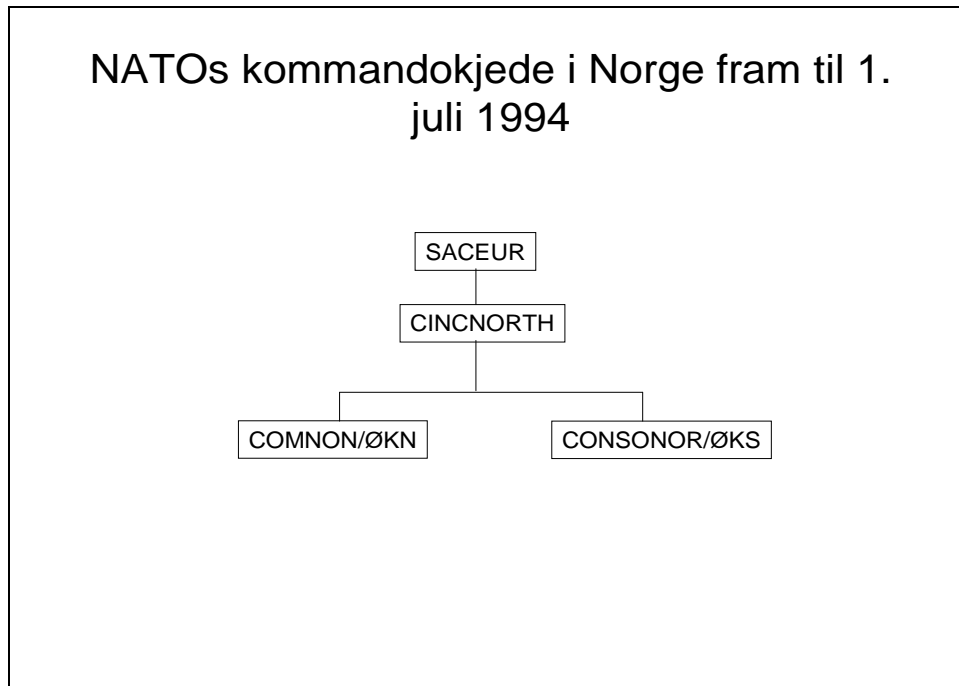 NATOs kommandokjede i Norge fram til 1.
juli 1994
SACEUR
CINCNORTH
COMNON/ØKN
CONSONOR/ØKS